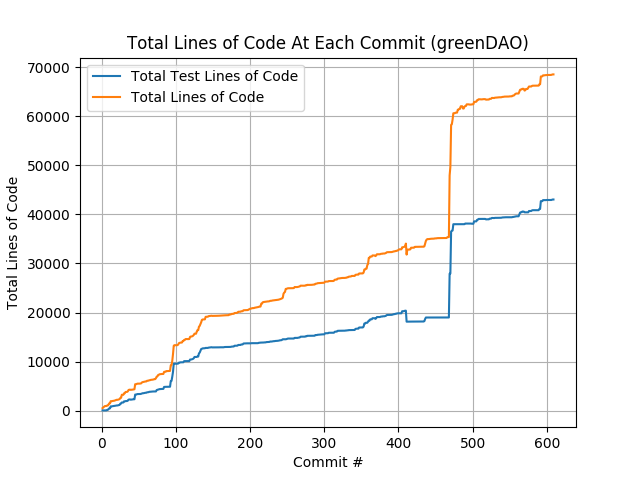 Total Lines of Code At Each Commit (greenDAO)
Total Test Lines of Code
Total Lines of Code
Total Lines of Code
70000
60000
50000
40000
30000
20000
10000
0
0 100 200 300 400 500 600
Commit #